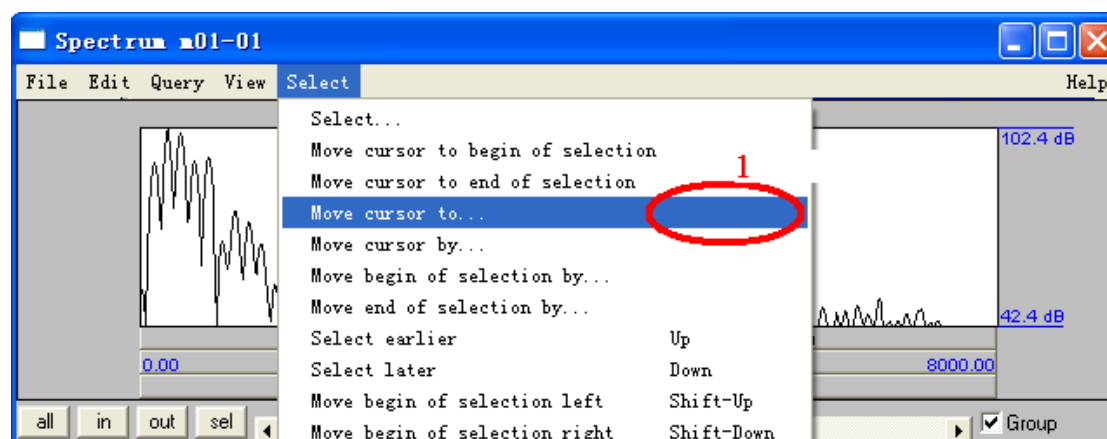 Spectrum m01-01
File Edit Query View Select Help
Select...
Move cursor to begin of selection
Move cursor to end of selection
1
Move cursor to...
Move cursor by...
Move begin of selection by...
Move end of selection by...
Select earlier Up
Select later Down
Move begin of selection left Shift-Up
Move begin of selection right Shift-Down
102.4 dB
42.4 dB
0.00
8000.00
all in out sel
Group